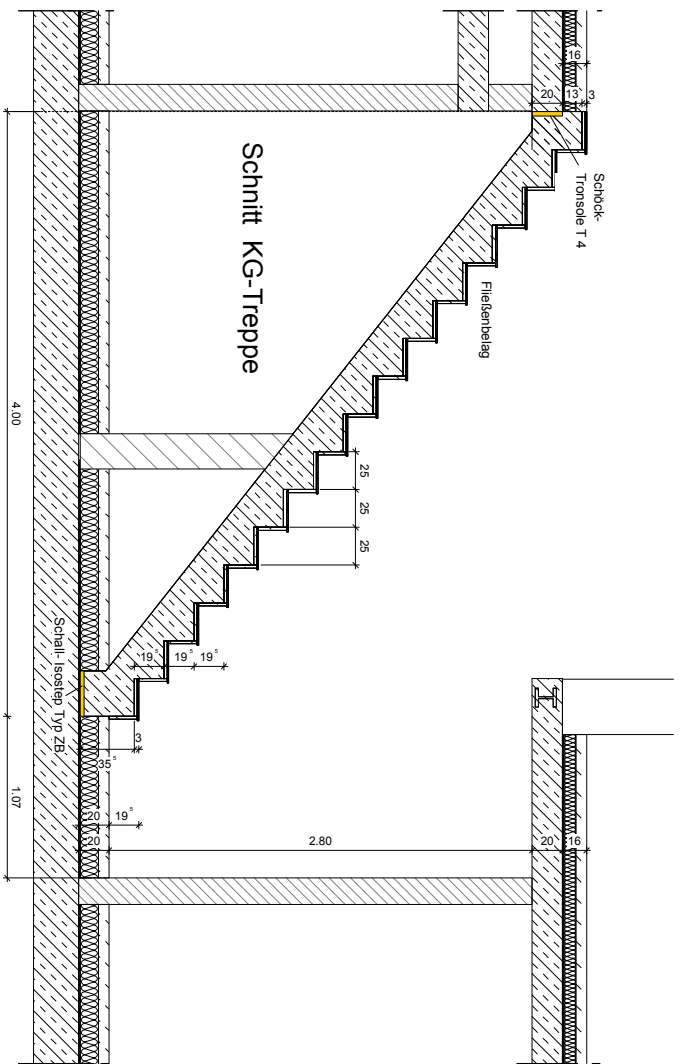 16
20 13 3
Schöck-
Tronsole T 4
Fließenbelag
Schnitt KG-Treppe
25
25
25
4.00
19⁵ 19⁵ 19⁵
Schall-Isostep Typ ZB
3
35⁵
20 19⁵
20 2.80 20 16
1.07